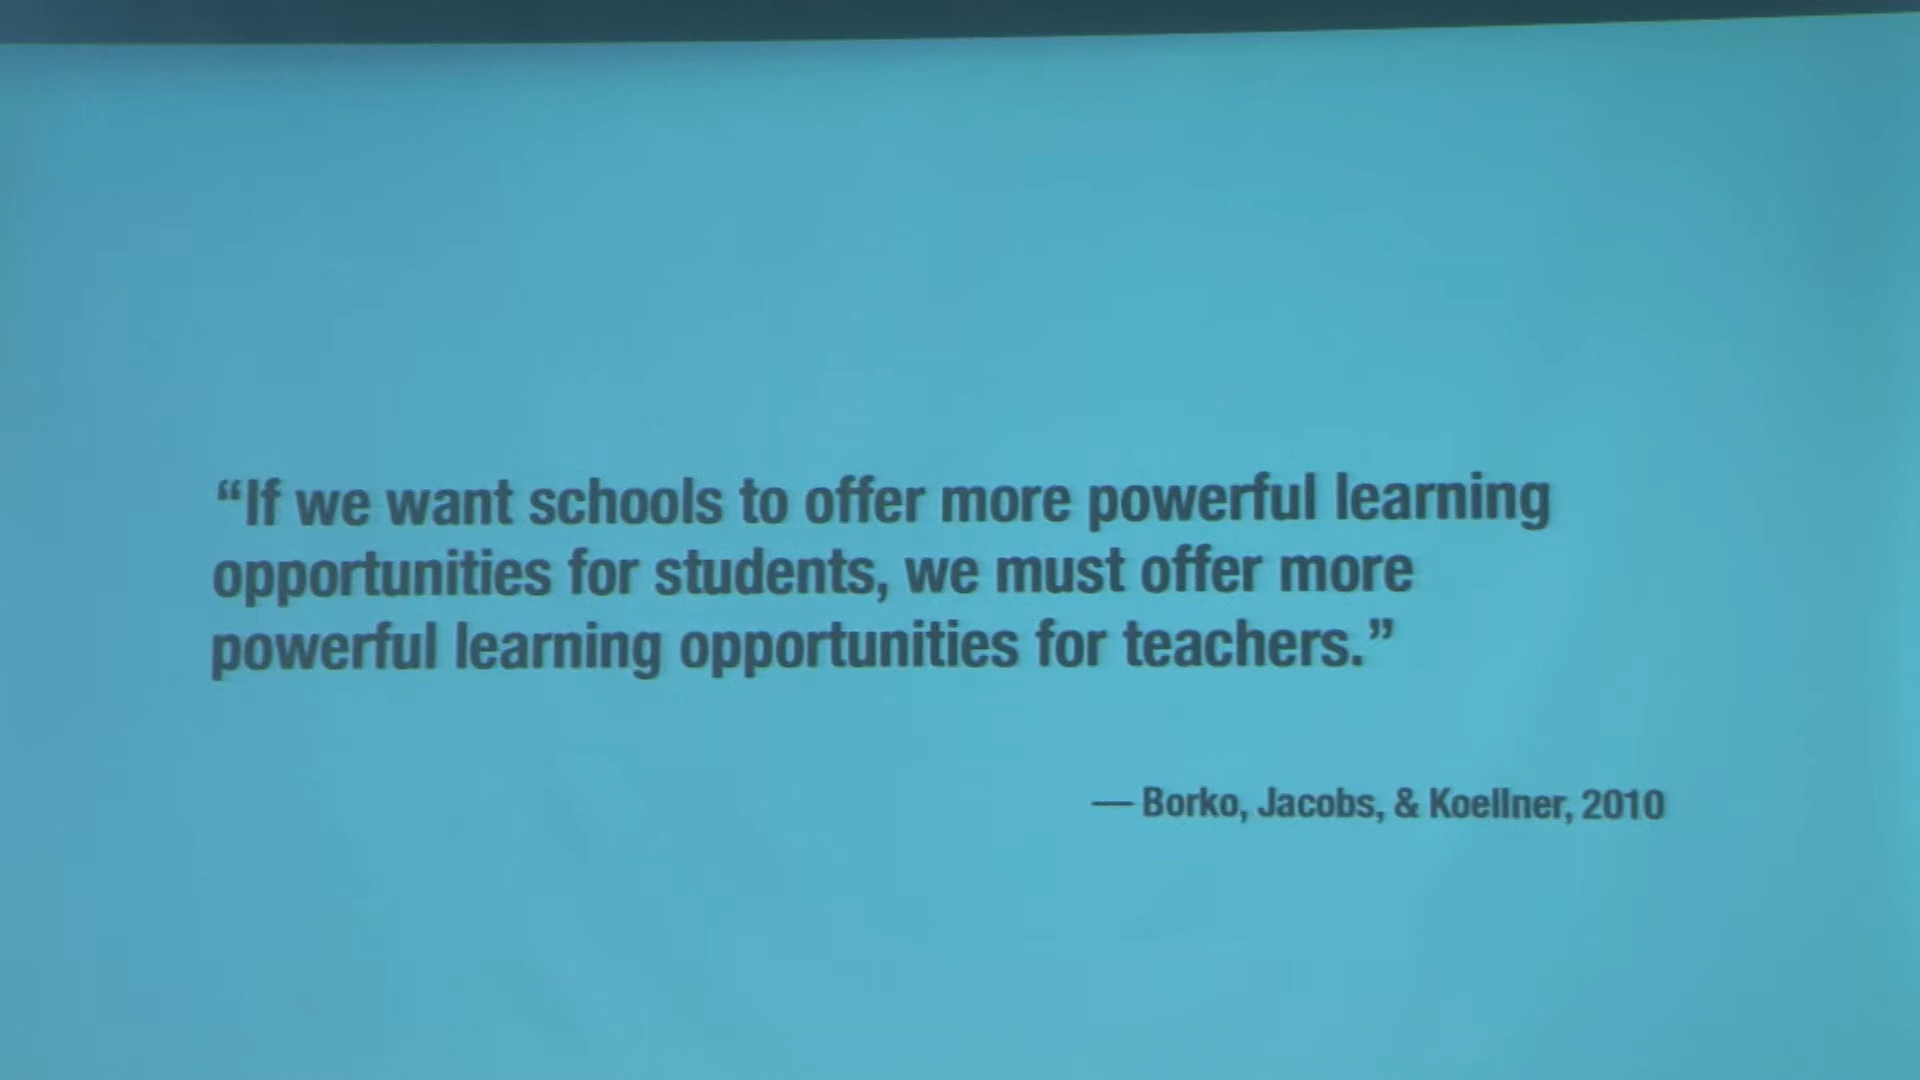 “If we want schools to offer more powerful learning
opportunities for students, we must offer more
powerful learning opportunities for teachers.”
— Borko, Jacobs, & Koellner, 2010